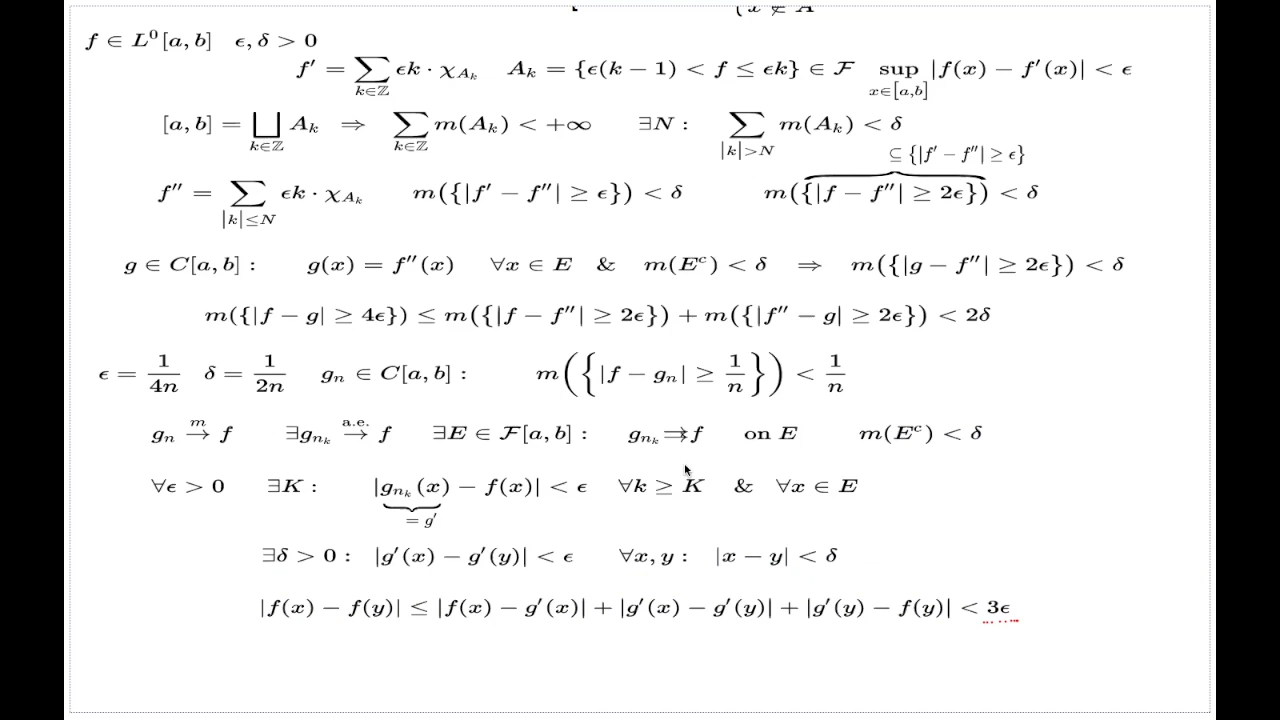 f ∈ L⁰[a, b] ϵ, δ > 0
f′ = ∑_{k∈ℤ} ϵk · χ_{A_k} A_k = {ϵ(k − 1) < f ≤ ϵk} ∈ ℱ sup_{x∈[a,b]} |f(x) − f′(x)| < ϵ
[a, b] = ⨆_{k∈ℤ} A_k ⇒ ∑_{k∈ℤ} m(A_k) < +∞ ∃N : ∑_{|k|>N} m(A_k) < δ
⊆ {|f′ − f″| ≥ ϵ}
f″ = ∑_{|k|≤N} ϵk · χ_{A_k} m({|f′ − f″| ≥ ϵ}) < δ m({|f − f″| ≥ 2ϵ}) < δ
g ∈ C[a, b] : g(x) = f″(x) ∀x ∈ E & m(Eᶜ) < δ ⇒ m({|g − f″| ≥ 2ϵ}) < δ
m({|f − g| ≥ 4ϵ}) ≤ m({|f − f″| ≥ 2ϵ}) + m({|f″ − g| ≥ 2ϵ}) < 2δ
ϵ = 1/4n δ = 1/2n g_n ∈ C[a, b] : m({|f − g_n| ≥ 1/n}) < 1/n
g_n →^m f ∃g_{n_k} →^{a.e.} f ∃E ∈ ℱ[a, b] : g_{n_k} ⇉ f on E m(Eᶜ) < δ
∀ϵ > 0 ∃K : |g_{n_k}(x) − f(x)| < ϵ ∀k ≥ K & ∀x ∈ E
= g′
∃δ > 0 : |g′(x) − g′(y)| < ϵ ∀x, y : |x − y| < δ
|f(x) − f(y)| ≤ |f(x) − g′(x)| + |g′(x) − g′(y)| + |g′(y) − f(y)| < 3ϵ